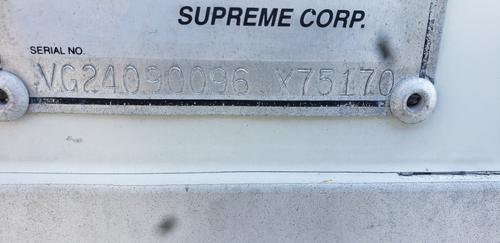 SUPREME CORP.
SERIAL NO.
VG24090096 X75170